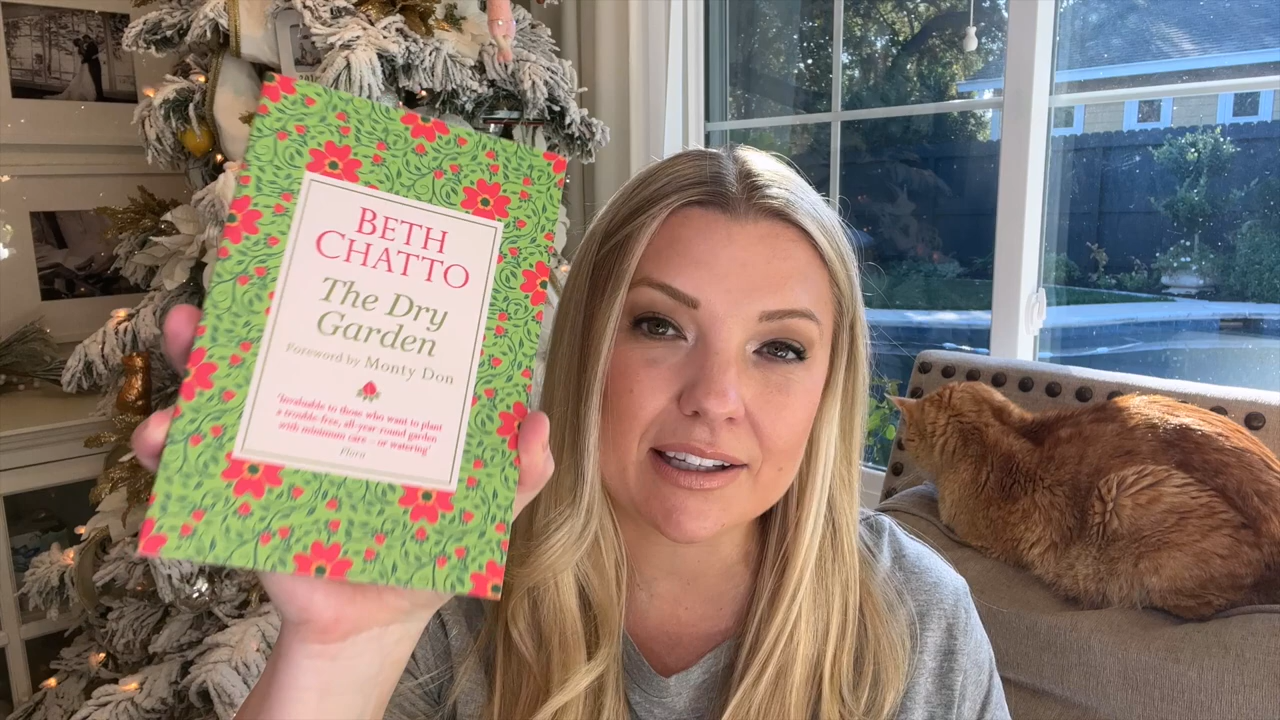 BETH
CHATTO
The Dry
Garden
Foreword by Monty Don
'Invaluable to those who want to plant
a trouble-free, all-year-round garden
with minimum care – or watering'
Flora